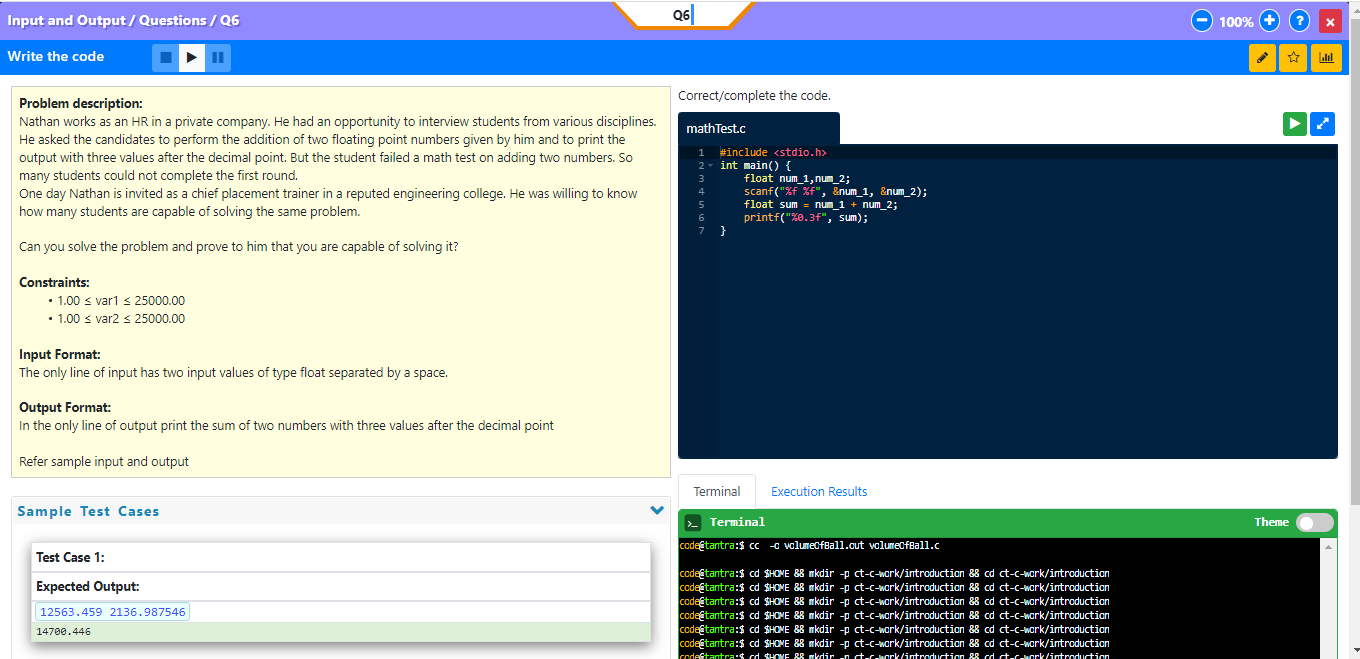 Input and Output / Questions / Q6
Q6
100%
Write the code
Problem description:
Nathan works as an HR in a private company. He had an opportunity to interview students from various disciplines.
He asked the candidates to perform the addition of two floating point numbers given by him and to print the
output with three values after the decimal point. But the student failed a math test on adding two numbers. So
many students could not complete the first round.
One day Nathan is invited as a chief placement trainer in a reputed engineering college. He was willing to know
how many students are capable of solving the same problem.
Can you solve the problem and prove to him that you are capable of solving it?
Constraints:
• 1.00 ≤ var1 ≤ 25000.00
• 1.00 ≤ var2 ≤ 25000.00
Input Format:
The only line of input has two input values of type float separated by a space.
Output Format:
In the only line of output print the sum of two numbers with three values after the decimal point
Refer sample input and output
Sample Test Cases
Test Case 1:
Expected Output:
12563.459 2136.987546
14700.446
Correct/complete the code.
mathTest.c
1 #include <stdio.h>
2 int main() {
3 float num_1,num_2;
4 scanf("%f %f", &num_1, &num_2);
5 float sum = num_1 + num_2;
6 printf("%0.3f", sum);
7 }
Terminal
Execution Results
Terminal
Theme
code@tantra:$ cc -o volumeOfBall.out volumeOfBall.c
code@tantra:$ cd $HOME && mkdir -p ct-c-work/introduction && cd ct-c-work/introduction
code@tantra:$ cd $HOME && mkdir -p ct-c-work/introduction && cd ct-c-work/introduction
code@tantra:$ cd $HOME && mkdir -p ct-c-work/introduction && cd ct-c-work/introduction
code@tantra:$ cd $HOME && mkdir -p ct-c-work/introduction && cd ct-c-work/introduction
code@tantra:$ cd $HOME && mkdir -p ct-c-work/introduction && cd ct-c-work/introduction
code@tantra:$ cd $HOME && mkdir -p ct-c-work/introduction && cd ct-c-work/introduction
code@tantra:$ cd $HOME && mkdir -p ct-c-work/introduction && cd ct-c-work/introduction